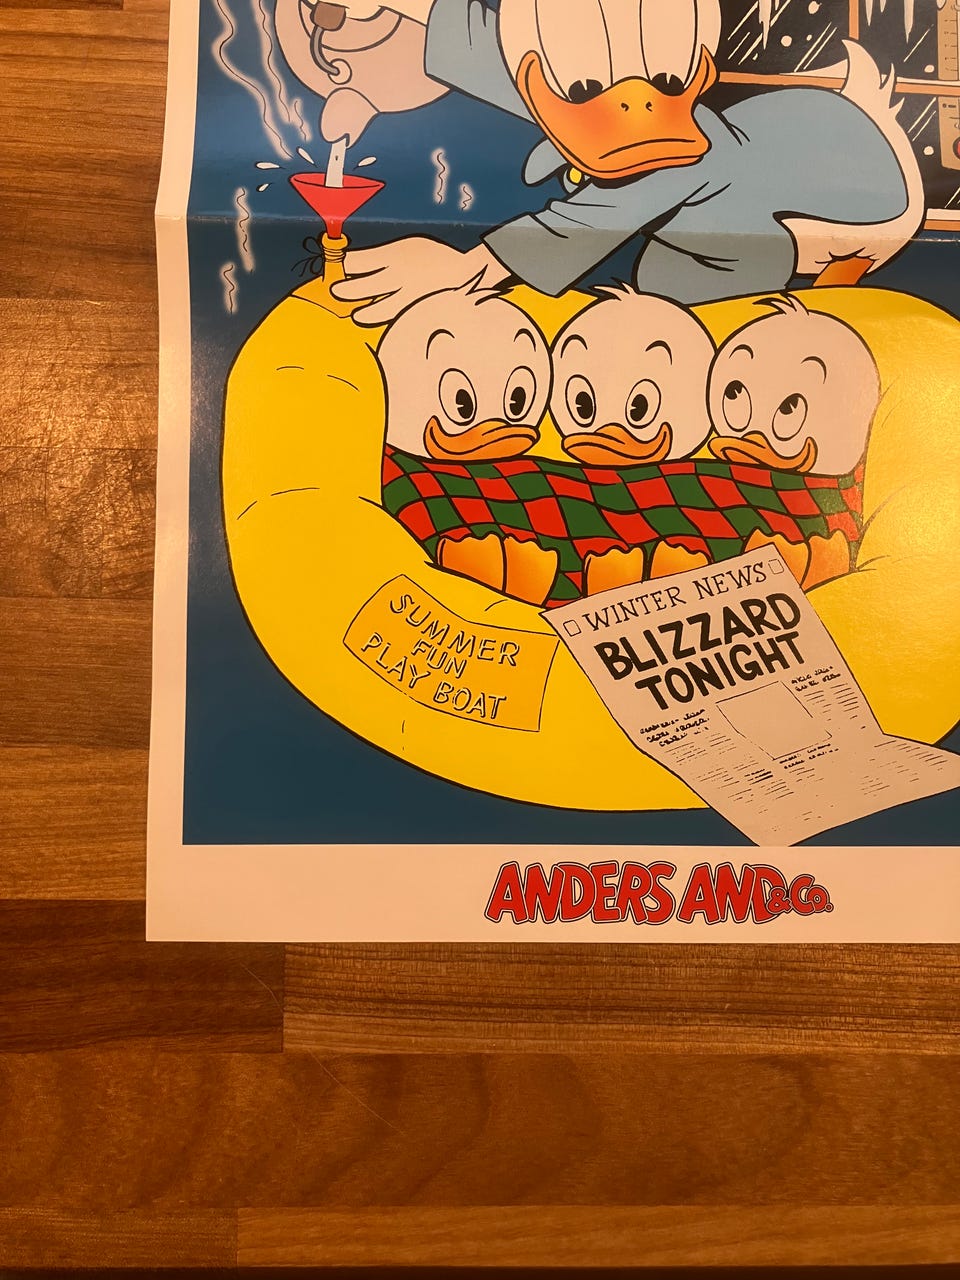 SUMMER
FUN
PLAY BOAT
WINTER NEWS
BLIZZARD
TONIGHT
ANDERS AND & Co.